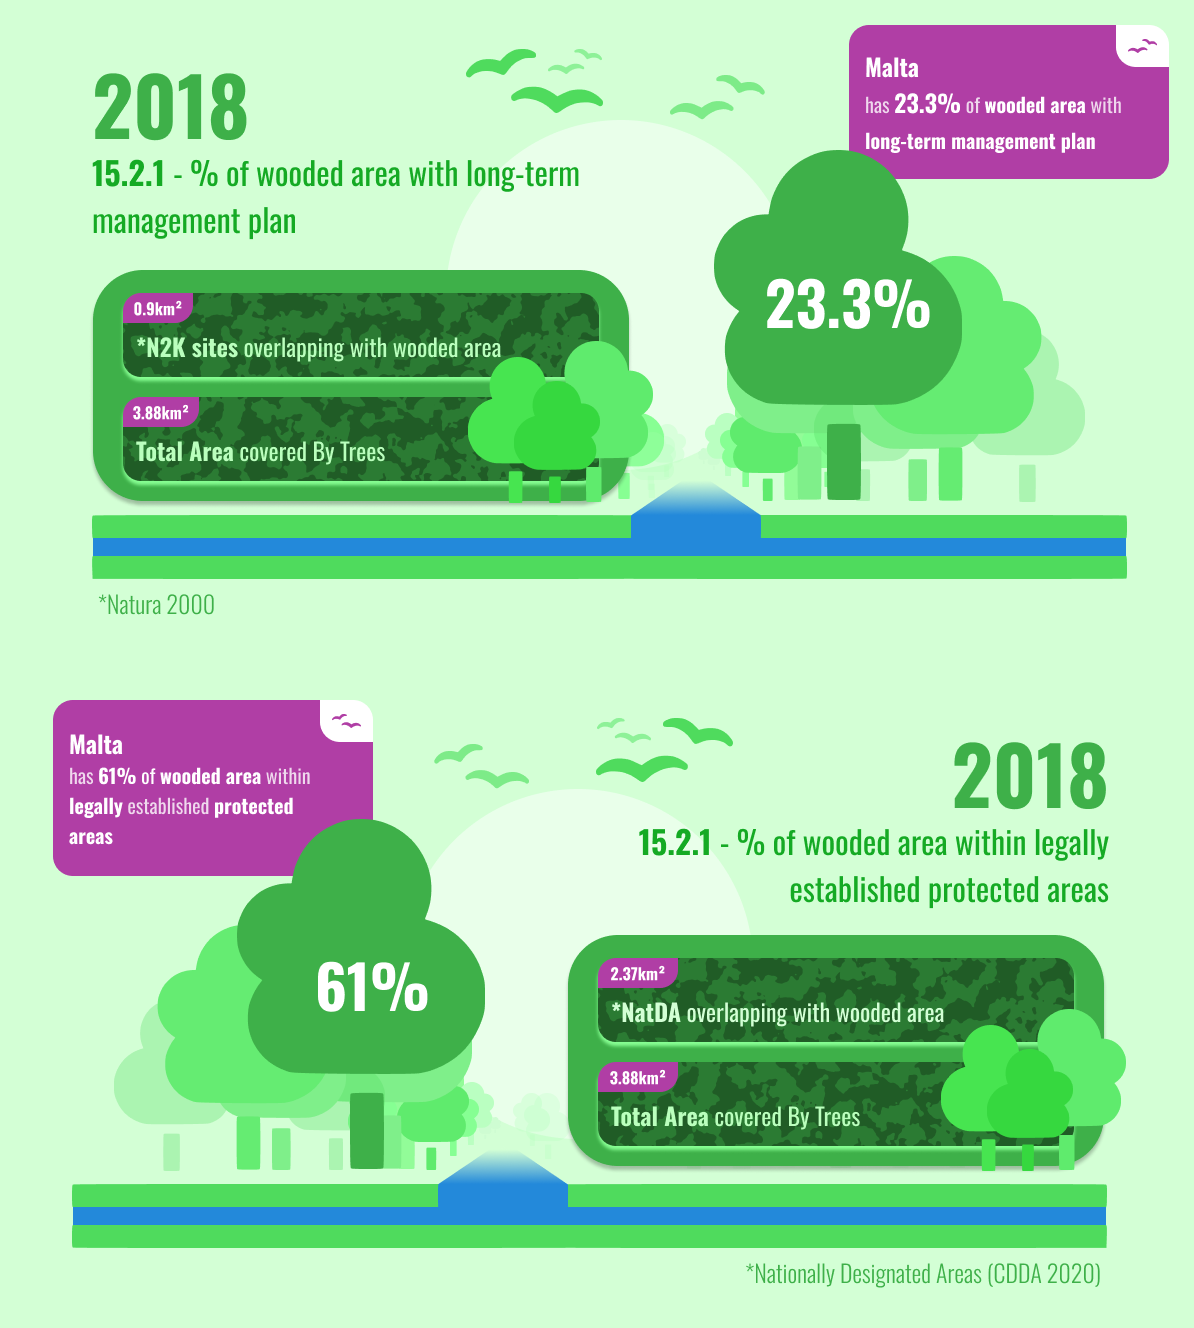 2018
15.2.1 - % of wooded area with long-term
management plan
Malta
has 23.3% of wooded area with
long-term management plan
23.3%
0.9km²
*N2K sites overlapping with wooded area
3.88km²
Total Area covered By Trees
*Natura 2000
Malta
has 61% of wooded area within
legally established protected
areas
2018
15.2.1 - % of wooded area within legally
established protected areas
61%
2.37km²
*NatDA overlapping with wooded area
3.88km²
Total Area covered By Trees
*Nationally Designated Areas (CDDA 2020)